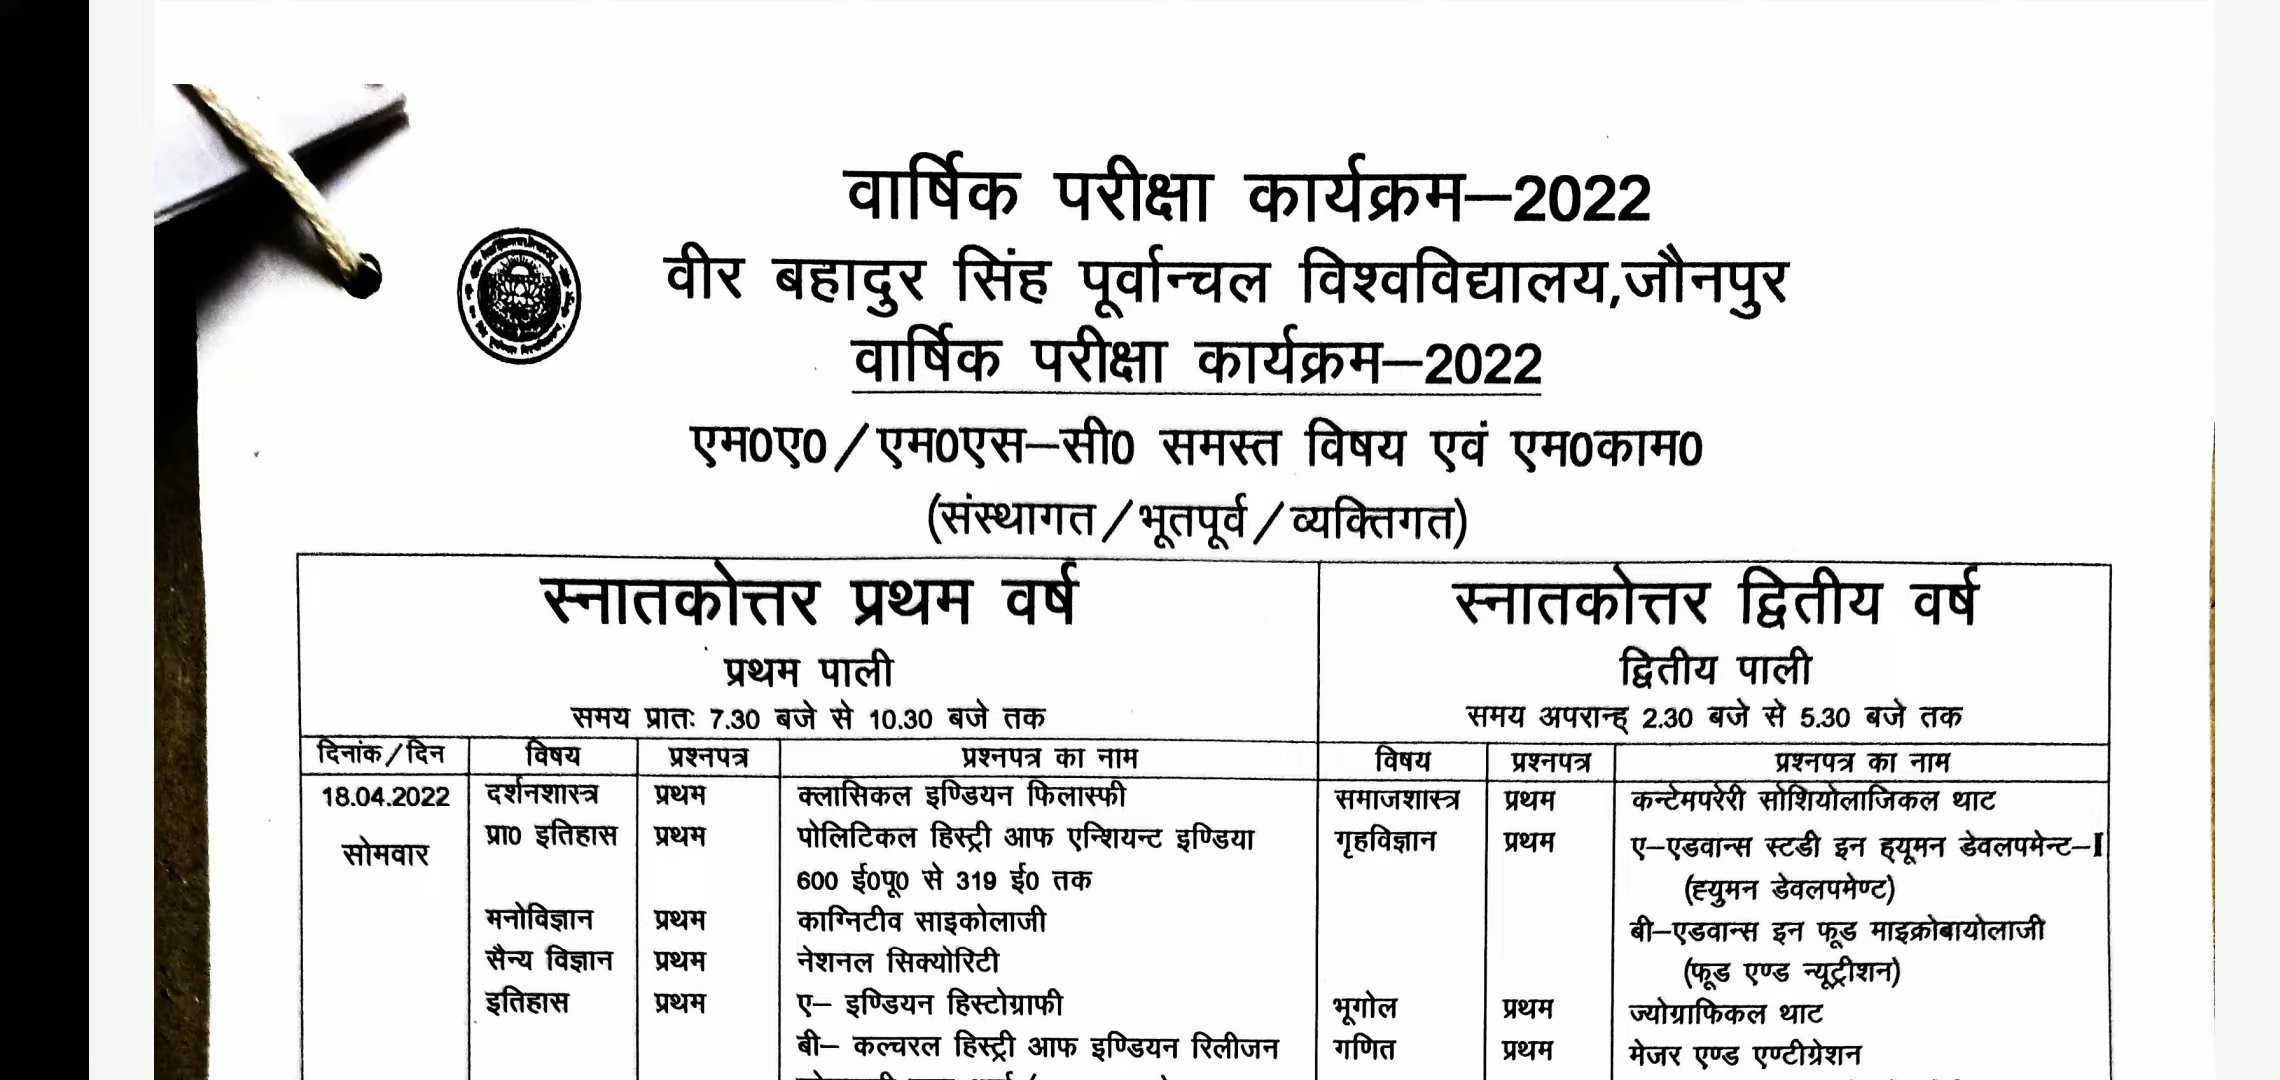 वार्षिक परीक्षा कार्यक्रम–2022
वीर बहादुर सिंह पूर्वान्चल विश्वविद्यालय,जौनपुर
वार्षिक परीक्षा कार्यक्रम–2022
एम0ए0/एम0एस–सी0 समस्त विषय एवं एम0काम0
(संस्थागत/भूतपूर्व/व्यक्तिगत)
स्नातकोत्तर प्रथम वर्ष स्नातकोत्तर द्वितीय वर्ष
प्रथम पाली द्वितीय पाली
समय प्रातः 7.30 बजे से 10.30 बजे तक समय अपरान्ह् 2.30 बजे से 5.30 बजे तक
दिनांक/दिन विषय प्रश्नपत्र प्रश्नपत्र का नाम विषय प्रश्नपत्र प्रश्नपत्र का नाम
18.04.2022 दर्शनशास्त्र प्रथम क्लासिकल इण्डियन फिलास्फी समाजशास्त्र प्रथम कन्टेमपरेरी सोशियोलाजिकल थाट
सोमवार प्रा0 इतिहास प्रथम पोलिटिकल हिस्ट्री आफ एन्शियन्ट इण्डिया गृहविज्ञान प्रथम ए–एडवान्स स्टडी इन ह्यूमन डेवलपमेन्ट–I
600 ई0पू0 से 319 ई0 तक (ह्युमन डेवलपमेण्ट)
मनोविज्ञान प्रथम काग्निटीव साइकोलाजी बी–एडवान्स इन फूड माइक्रोबायोलाजी
सैन्य विज्ञान प्रथम नेशनल सिक्योरिटी (फूड एण्ड न्यूट्रीशन)
इतिहास प्रथम ए– इण्डियन हिस्टोग्राफी भूगोल प्रथम ज्योग्राफिकल थाट
बी– कल्चरल हिस्ट्री आफ इण्डियन रिलीजन गणित प्रथम मेजर एण्ड एण्टीग्रेशन